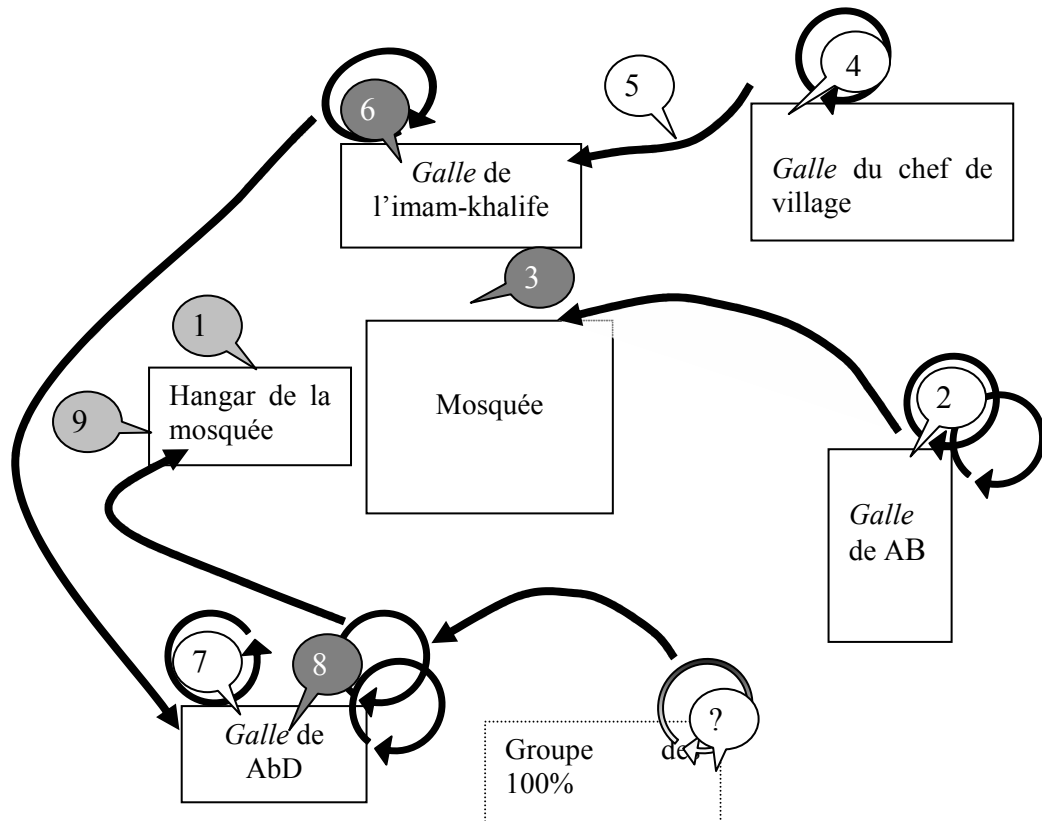 4
5
6
Galle de
l’imam-khalife
Galle du chef de
village
3
1
Hangar de la
mosquée
9
Mosquée
2
Galle
de AB
7
8
Galle de
AbD
?
Groupe de
100%